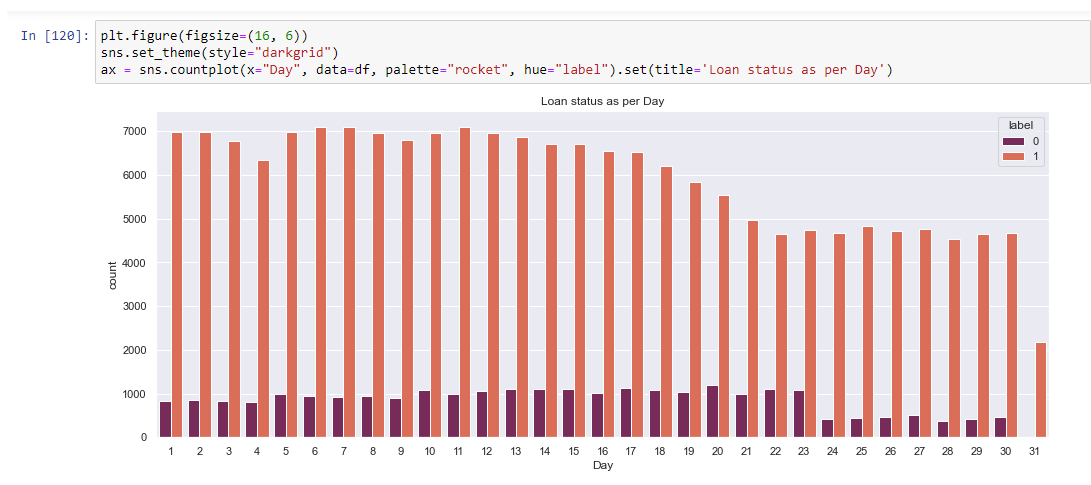 In [120]: plt.figure(figsize=(16, 6))
sns.set_theme(style="darkgrid")
ax = sns.countplot(x="Day", data=df, palette="rocket", hue="label").set(title='Loan status as per Day')
Loan status as per Day
label
0
1
7000
6000
5000
4000
3000
2000
1000
0
count
1 2 3 4 5 6 7 8 9 10 11 12 13 14 15 16 17 18 19 20 21 22 23 24 25 26 27 28 29 30 31
Day